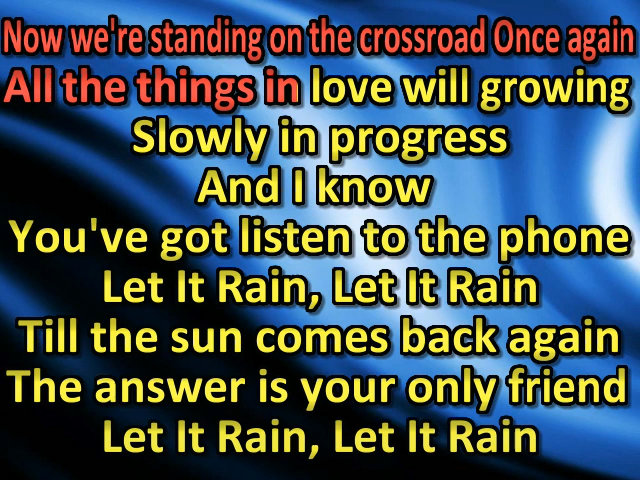 Now we're standing on the crossroad Once again
All the things in love will growing
Slowly in progress
And I know
You've got listen to the phone
Let It Rain, Let It Rain
Till the sun comes back again
The answer is your only friend
Let It Rain, Let It Rain